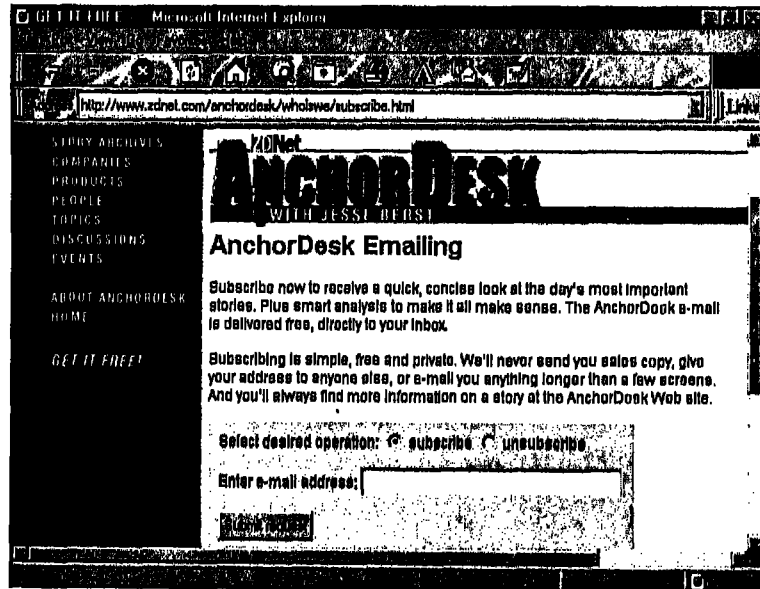 GET IT FREE - Microsoft Internet Explorer
http://www.zdnet.com/anchordesk/whoiswe/subscribe.html
Links
STORY ARCHIVES
COMPANIES
PRODUCTS
PEOPLE
TOPICS
DISCUSSIONS
EVENTS
ABOUT ANCHORDESK
HOME
GET IT FREE!
ZDNet
ANCHORDESK
WITH JESSE BERST
AnchorDesk Emailing
Subscribe now to receive a quick, concise look at the day's most important
stories. Plus smart analysis to make it all make sense. The AnchorDesk e-mail
is delivered free, directly to your inbox.
Subscribing is simple, free and private. We'll never send you sales copy, give
your address to anyone else, or e-mail you anything longer than a few screens.
And you'll always find more information on a story at the AnchorDesk Web site.
Select desired operation: subscribe unsubscribe
Enter e-mail address: